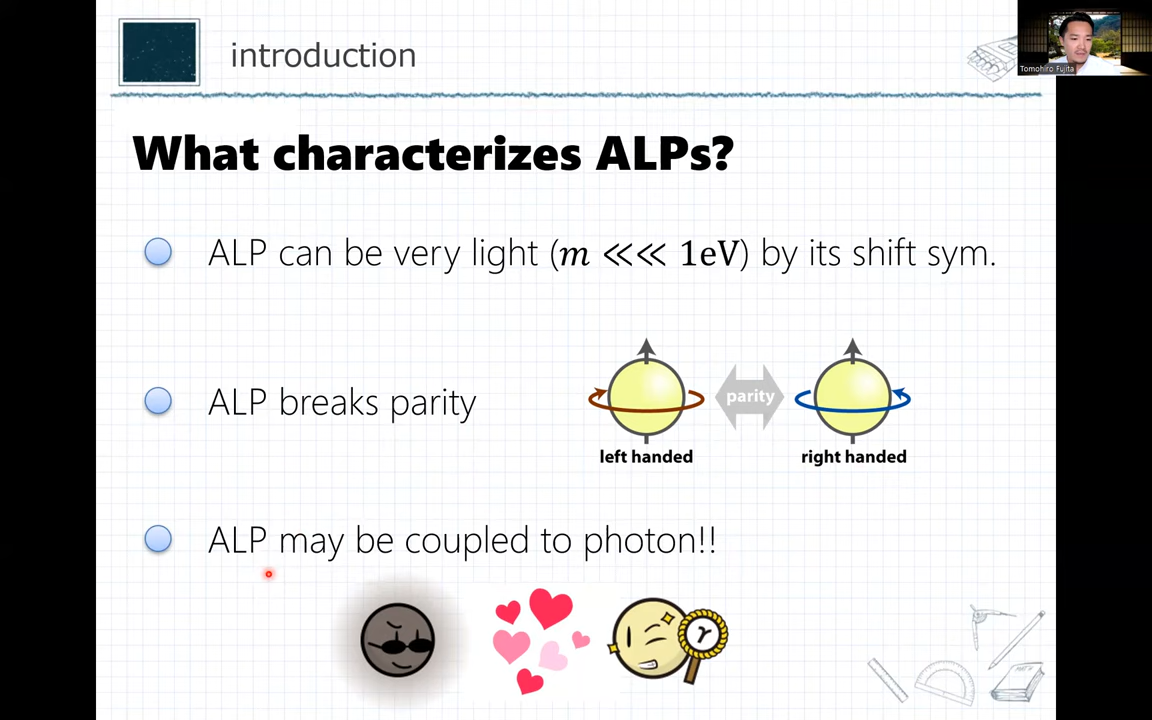 introduction
Tomohiro Fujita
What characterizes ALPs?
ALP can be very light (m ⋘ 1eV) by its shift sym.
ALP breaks parity
parity
left handed
right handed
ALP may be coupled to photon!!
γ
MATH